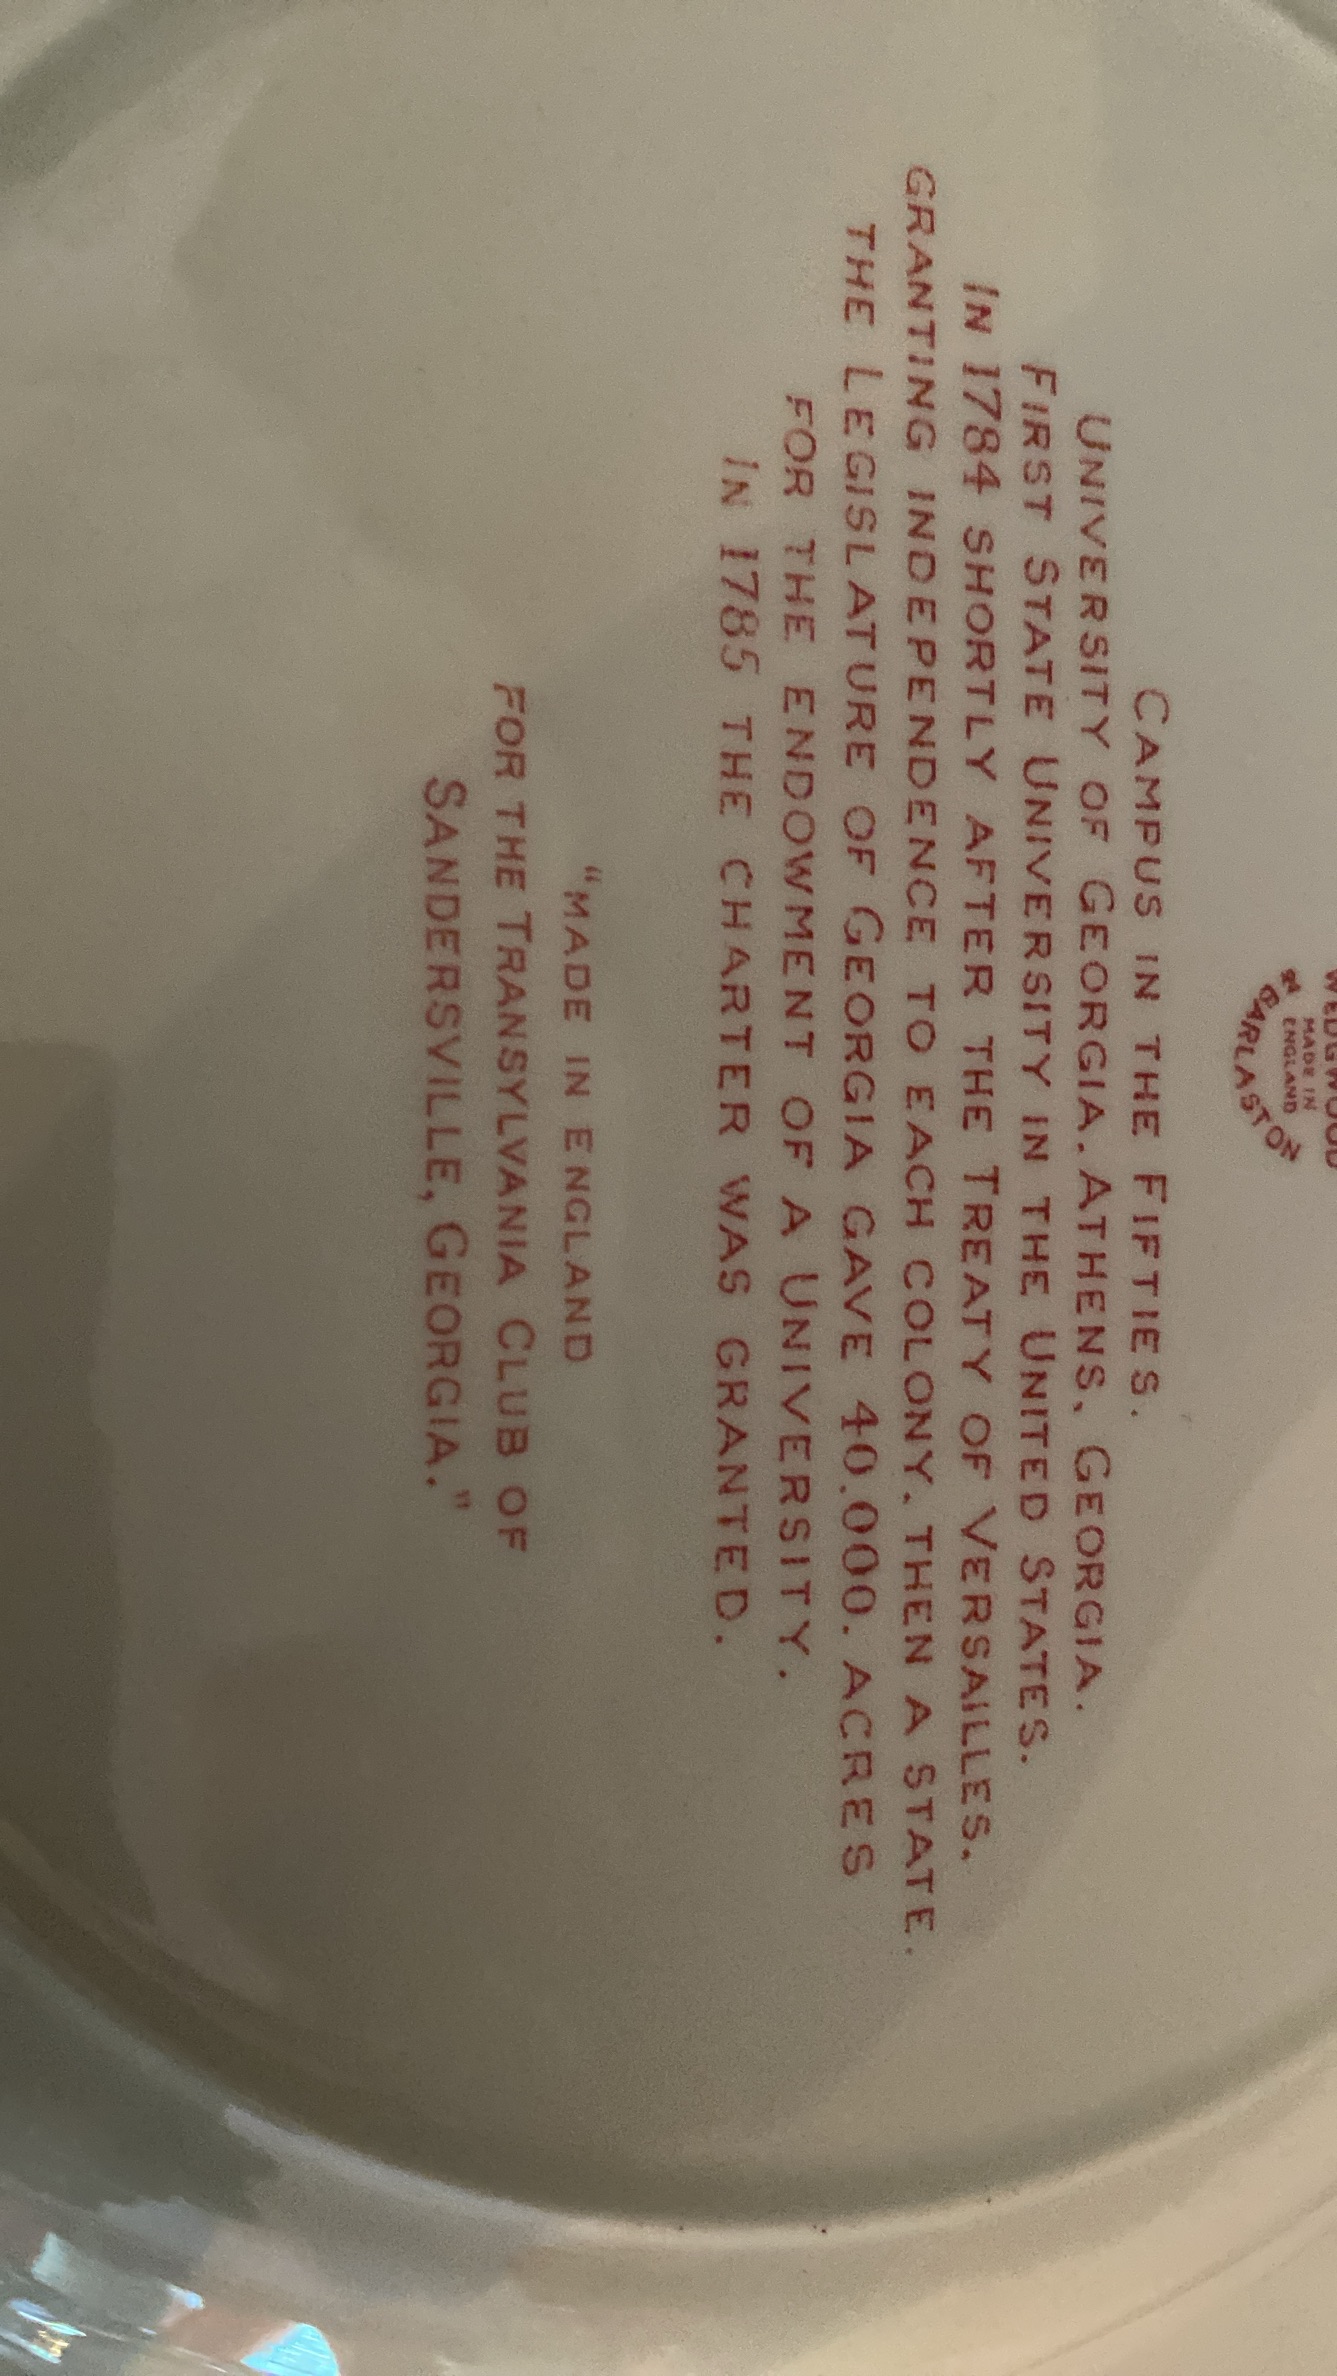 MADE IN
ENGLAND
BARLASTON
CAMPUS IN THE FIFTIES.
UNIVERSITY OF GEORGIA. ATHENS, GEORGIA.
FIRST STATE UNIVERSITY IN THE UNITED STATES.
IN 1784 SHORTLY AFTER THE TREATY OF VERSAILLES.
GRANTING INDEPENDENCE TO EACH COLONY. THEN A STATE.
THE LEGISLATURE OF GEORGIA GAVE 40.000. ACRES
FOR THE ENDOWMENT OF A UNIVERSITY.
IN 1785 THE CHARTER WAS GRANTED.
"MADE IN ENGLAND
FOR THE TRANSYLVANIA CLUB OF
SANDERSVILLE, GEORGIA."